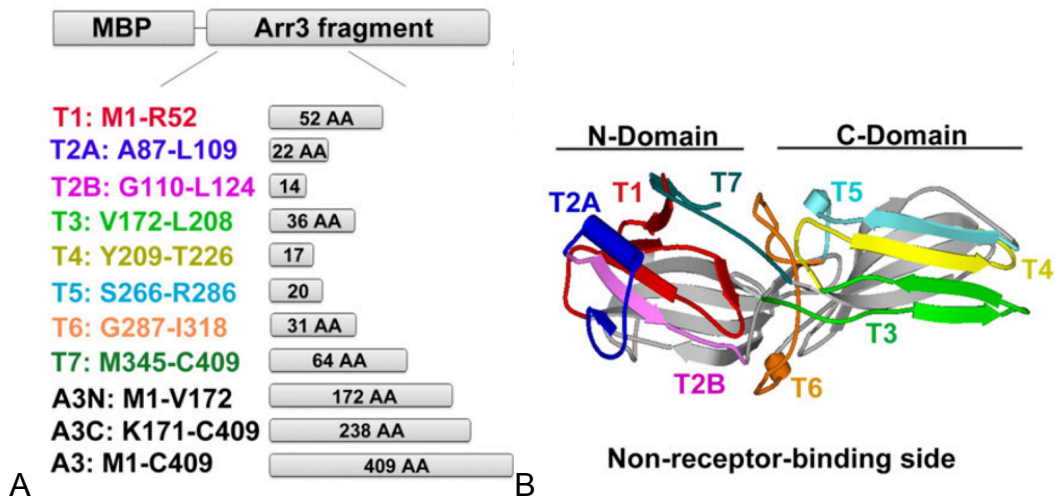 MBP Arr3 fragment
T1: M1-R52 52 AA
T2A: A87-L109 22 AA
T2B: G110-L124 14
T3: V172-L208 36 AA
T4: Y209-T226 17
T5: S266-R286 20
T6: G287-I318 31 AA
T7: M345-C409 64 AA
A3N: M1-V172 172 AA
A3C: K171-C409 238 AA
A3: M1-C409 409 AA
A
N-Domain C-Domain
T1 T7 T5
T2A
T4
T3
T2B T6
Non-receptor-binding side
B